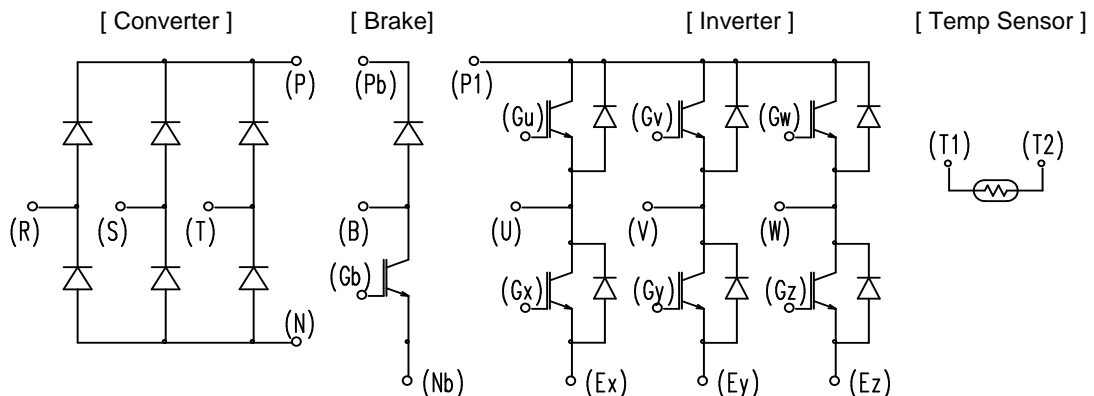 [ Converter ] [ Brake] [ Inverter ] [ Temp Sensor ]
(P) (Pb) (P1)
(Gu) (Gv) (Gw)
(T1) (T2)
(R) (S) (T) (B) (U) (V) (W)
(Gb) (Gx) (Gy) (Gz)
(N)
(Nb) (Ex) (Ey) (Ez)